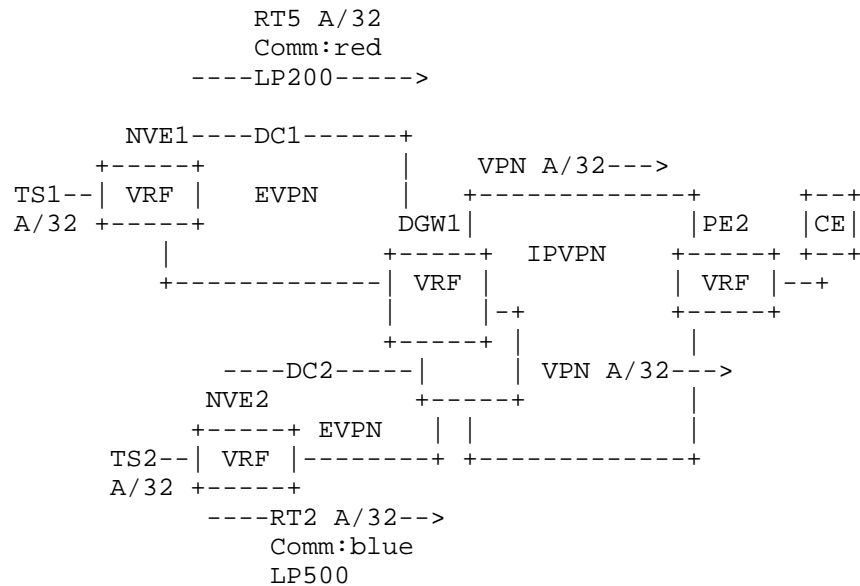 RT5 A/32
Comm:red
----LP200----->
NVE1----DC1------+
+-----+ | VPN A/32--->
TS1--| VRF | EVPN | +-------------+ +--+
A/32 +-----+ DGW1| |PE2 |CE|
| +-----+ IPVPN +-----+ +--+
+-------------| VRF | | VRF |--+
| |-+ +-----+
+-----+ | |
----DC2-----| | VPN A/32--->
NVE2 +-----+ |
+-----+ EVPN | | |
TS2--| VRF |--------+ +-------------+
A/32 +-----+
----RT2 A/32-->
Comm:blue
LP500